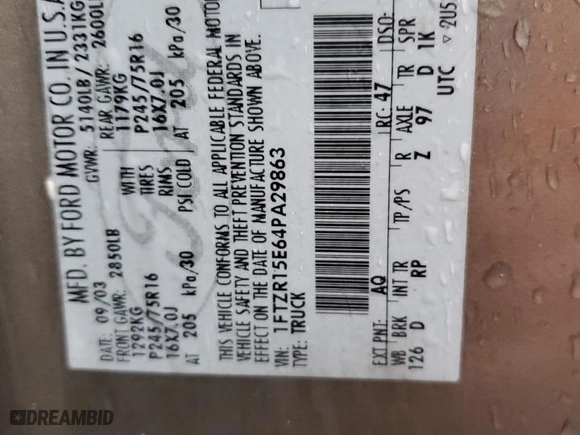 MFD. BY FORD MOTOR CO. IN U.S.A
DATE: 09/03 GVWR: 5140LB / 2331KG
FRONT GAWR: 2850LB REAR GAWR: 2600LB
1292KG WITH 1179KG
P245/75R16 TIRES P245/75R16
16X7.0J RIMS 16X7.0J
AT 205 kPa/30 PSI COLD AT 205 kPa/30
THIS VEHICLE CONFORMS TO ALL APPLICABLE FEDERAL MOTOR
VEHICLE SAFETY AND THEFT PREVENTION STANDARDS IN
EFFECT ON THE DATE OF MANUFACTURE SHOWN ABOVE.
VIN: 1FTZR15E64PA29863
TYPE: TRUCK
EXT PNT: AQ RC: 47 DSO:
WB BRK INT TR TP/PS R AXLE TR SPR
126 D RP Z 97 D 1K
UTC
Ford
DREAMBID